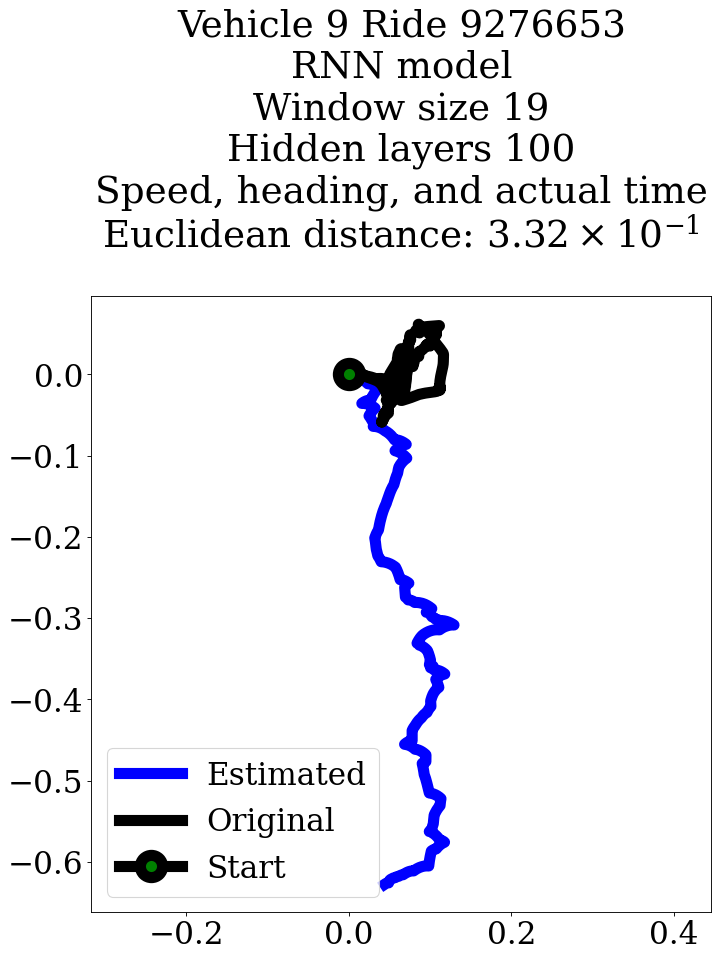 Vehicle 9 Ride 9276653
RNN model
Window size 19
Hidden layers 100
Speed, heading, and actual time
Euclidean distance: 3.32 × 10⁻¹
0.0
−0.1
−0.2
−0.3
−0.4
−0.5
−0.6
Estimated
Original
Start
−0.2 0.0 0.2 0.4